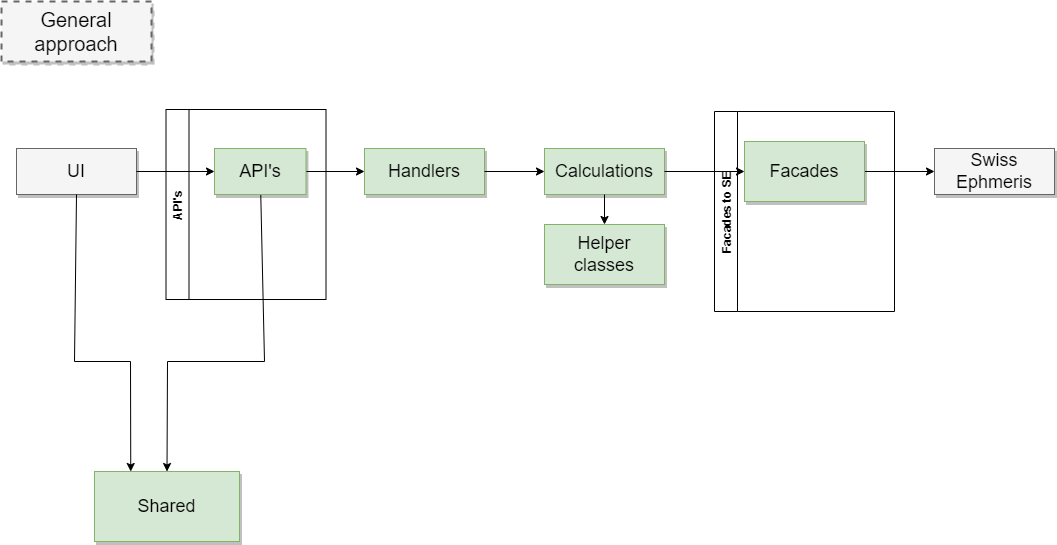 General
approach
UI
API's
API's
Handlers
Calculations
Helper
classes
Facades to SE
Facades
Swiss
Ephmeris
Shared